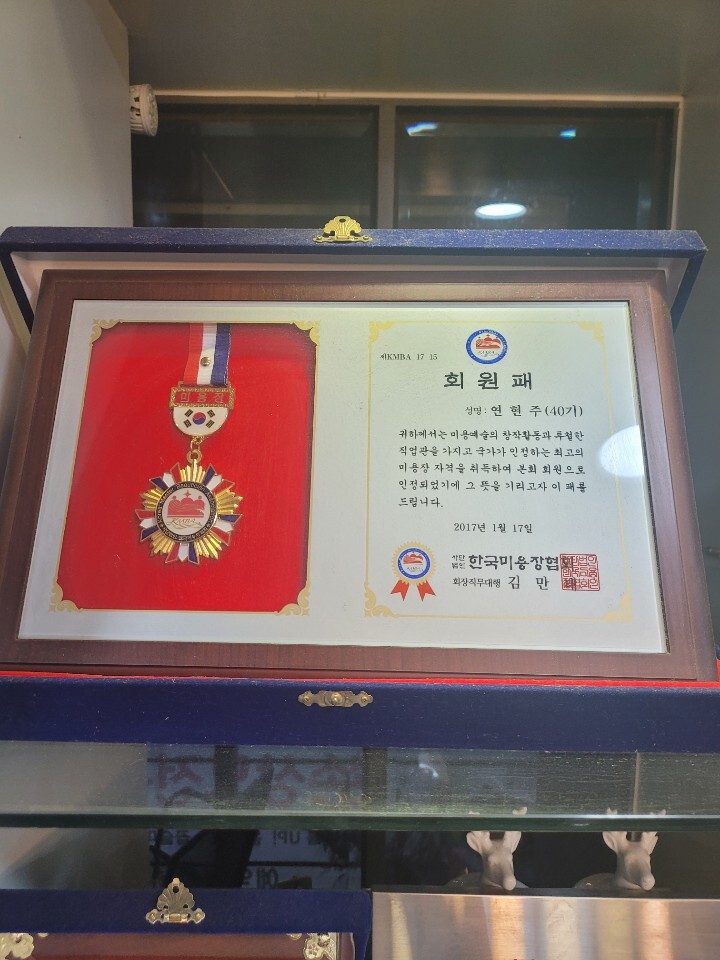 미용장
KMBA
KMBA 17 15
회원패
성명: 연 현 주 (40기)
귀하께서는 미용예술의 창작활동과 투철한
직업관을 가지고 국가가 인정하는 최고의
미용장 자격을 취득하여 본회 회원으로
인정되었기에 그 뜻을 기리고자 이 패를
드립니다.
2017년 1월 17일
사단법인 한국미용장협회
회장직무대행 김 만